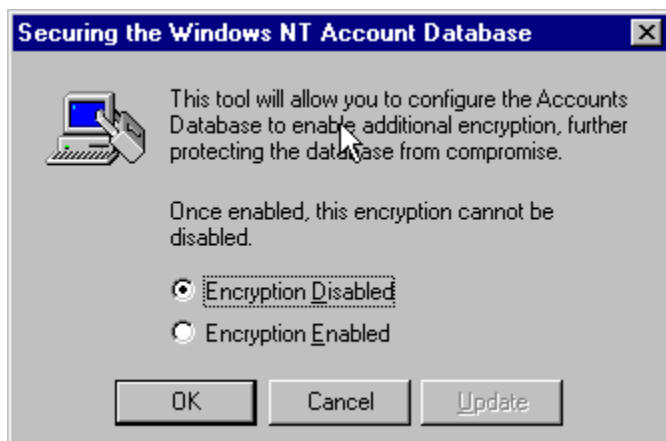 Securing the Windows NT Account Database
This tool will allow you to configure the Accounts
Database to enable additional encryption, further
protecting the database from compromise.
Once enabled, this encryption cannot be
disabled.
Encryption Disabled
Encryption Enabled
OK Cancel Update